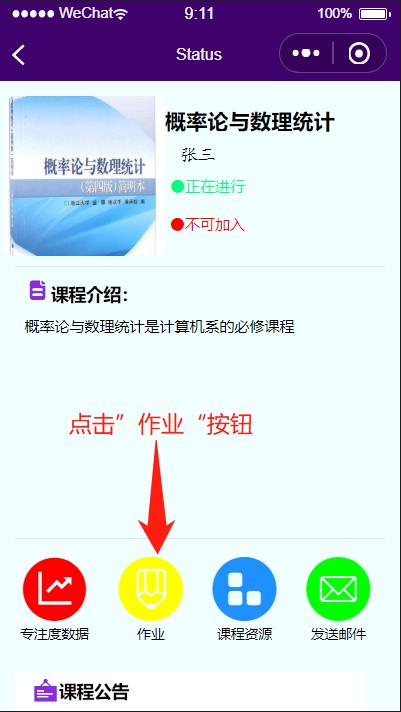 WeChat 9:11 100%
Status
概率论与数理统计
（第四版）简明本
概率论与数理统计
张三
正在进行
不可加入
课程介绍：
概率论与数理统计是计算机系的必修课程
点击”作业“按钮
专注度数据 作业 课程资源 发送邮件
课程公告